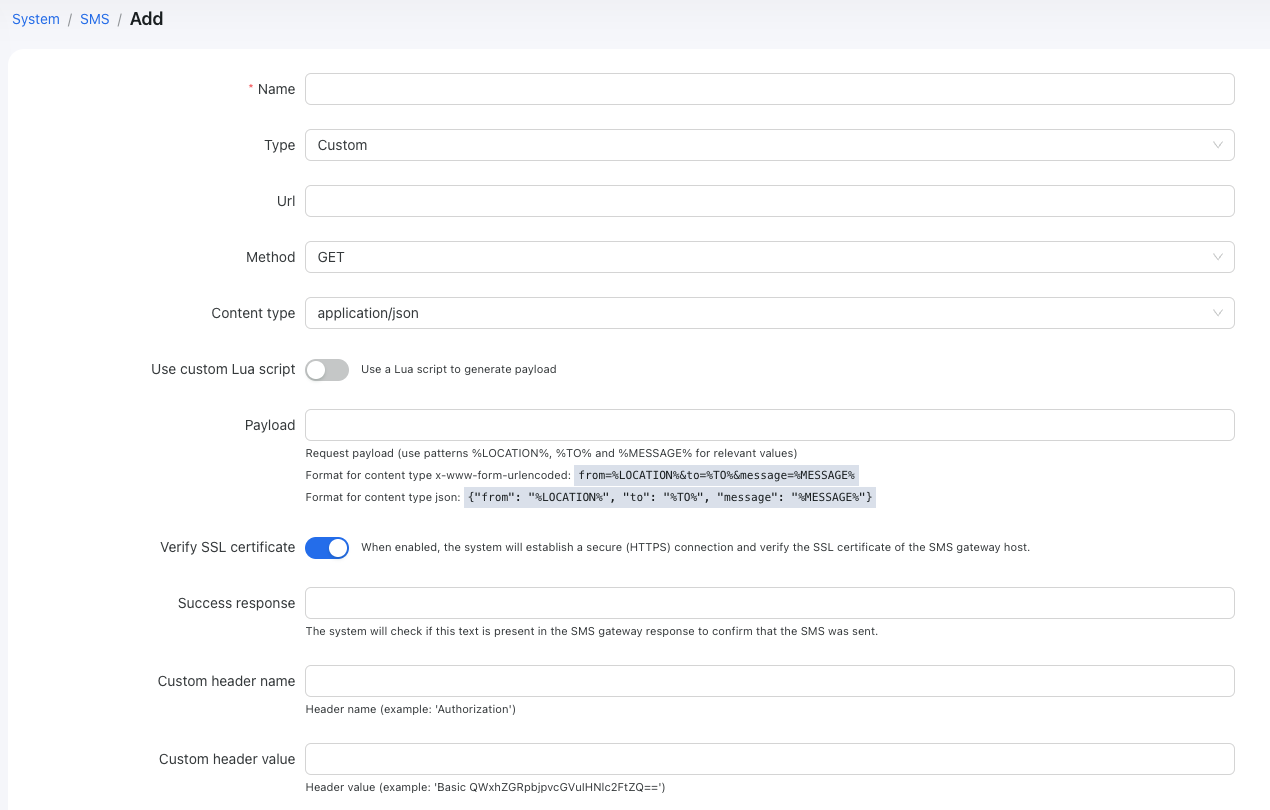 System / SMS / Add
* Name
Type Custom
Url
Method GET
Content type application/json
Use custom Lua script Use a Lua script to generate payload
Payload
Request payload (use patterns %LOCATION%, %TO% and %MESSAGE% for relevant values)
Format for content type x-www-form-urlencoded: from=%LOCATION%&to=%TO%&message=%MESSAGE%
Format for content type json: {"from": "%LOCATION%", "to": "%TO%", "message": "%MESSAGE%"}
Verify SSL certificate When enabled, the system will establish a secure (HTTPS) connection and verify the SSL certificate of the SMS gateway host.
Success response
The system will check if this text is present in the SMS gateway response to confirm that the SMS was sent.
Custom header name
Header name (example: 'Authorization')
Custom header value
Header value (example: 'Basic QWxhZGRpbjpvcGVuIHNlc2FtZQ==')